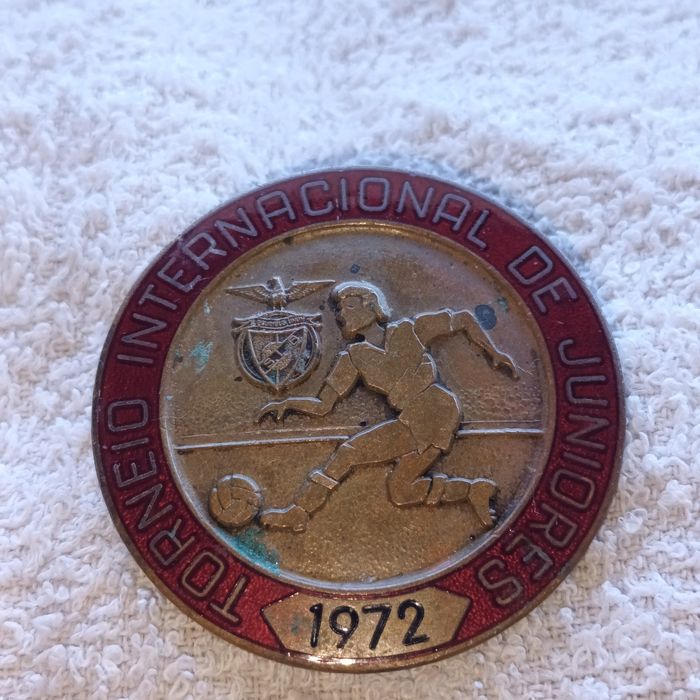 TORNEIO INTERNACIONAL DE JUNIORES
1972